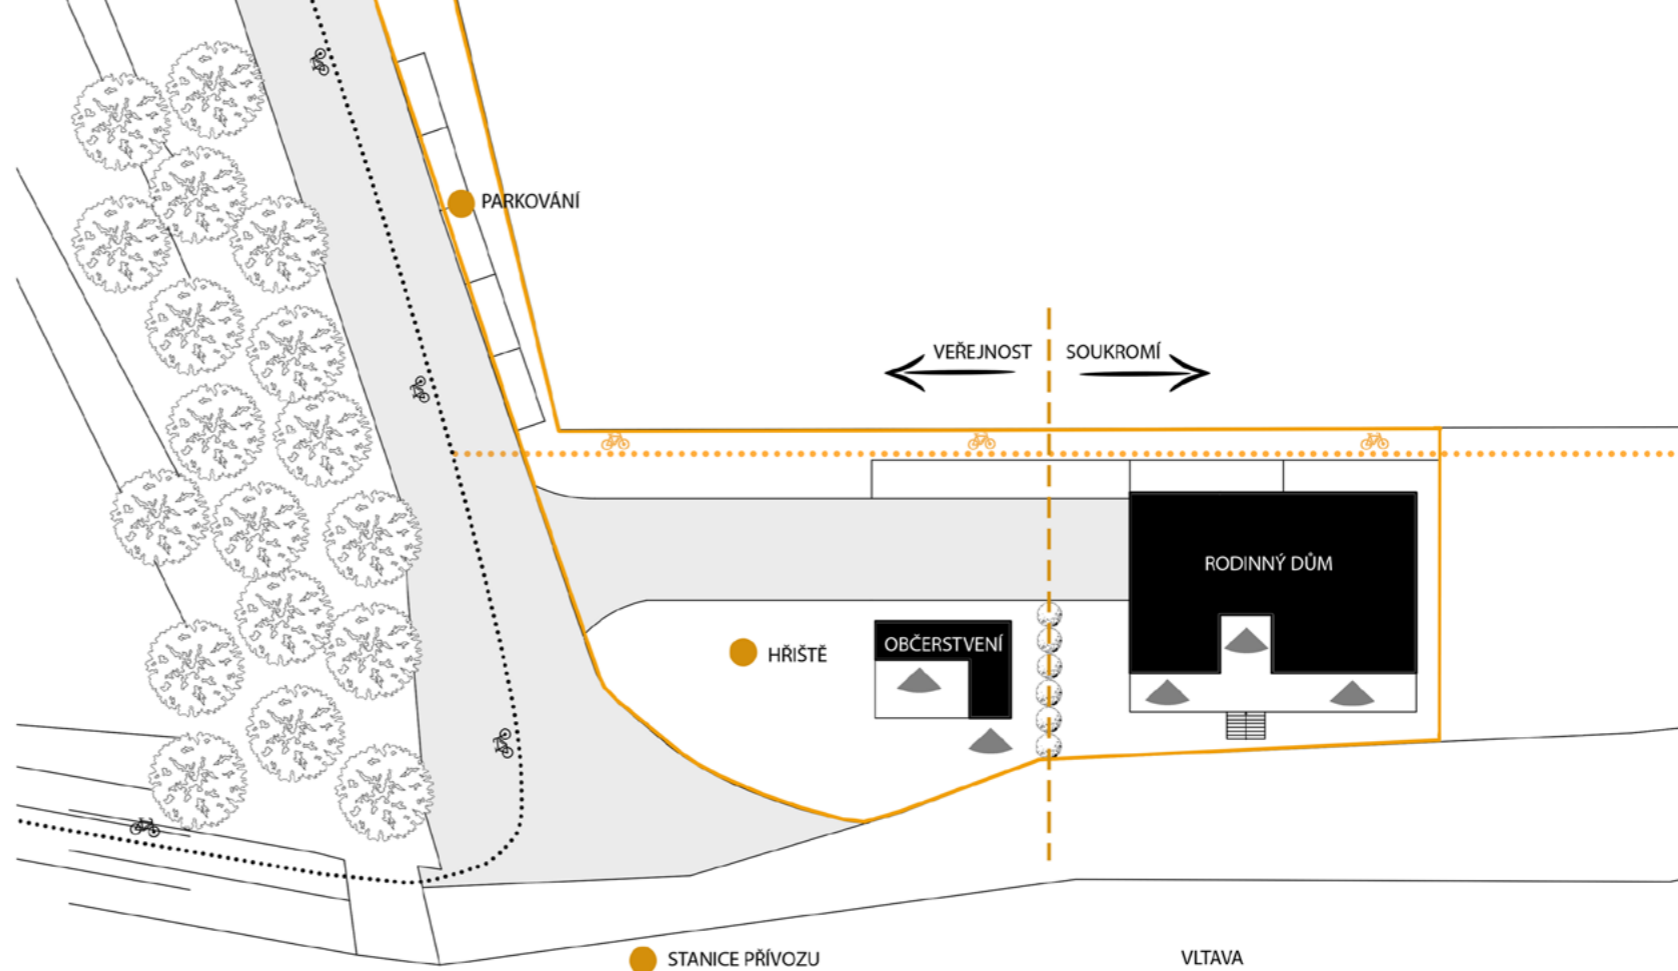 PARKOVÁNÍ
VEŘEJNOST
SOUKROMÍ
RODINNÝ DŮM
OBČERSTVENÍ
HŘIŠTĚ
STANICE PŘÍVOZU
VLTAVA